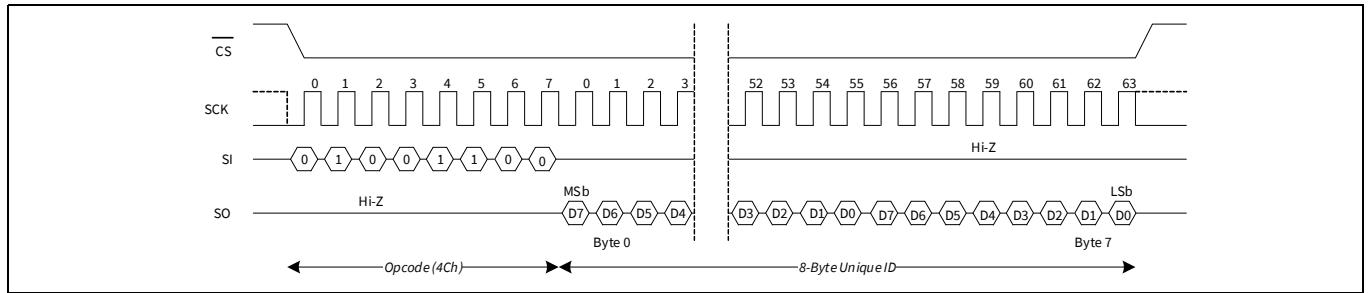 CS
0 1 2 3 4 5 6 7 0 1 2 3 52 53 54 55 56 57 58 59 60 61 62 63
SCK
Hi-Z
SI 0 1 0 0 1 1 0 0
MSb LSb
Hi-Z
SO D7 D6 D5 D4 D3 D2 D1 D0 D7 D6 D5 D4 D3 D2 D1 D0
Byte 0 Byte 7
Opcode (4Ch) 8-Byte Unique ID